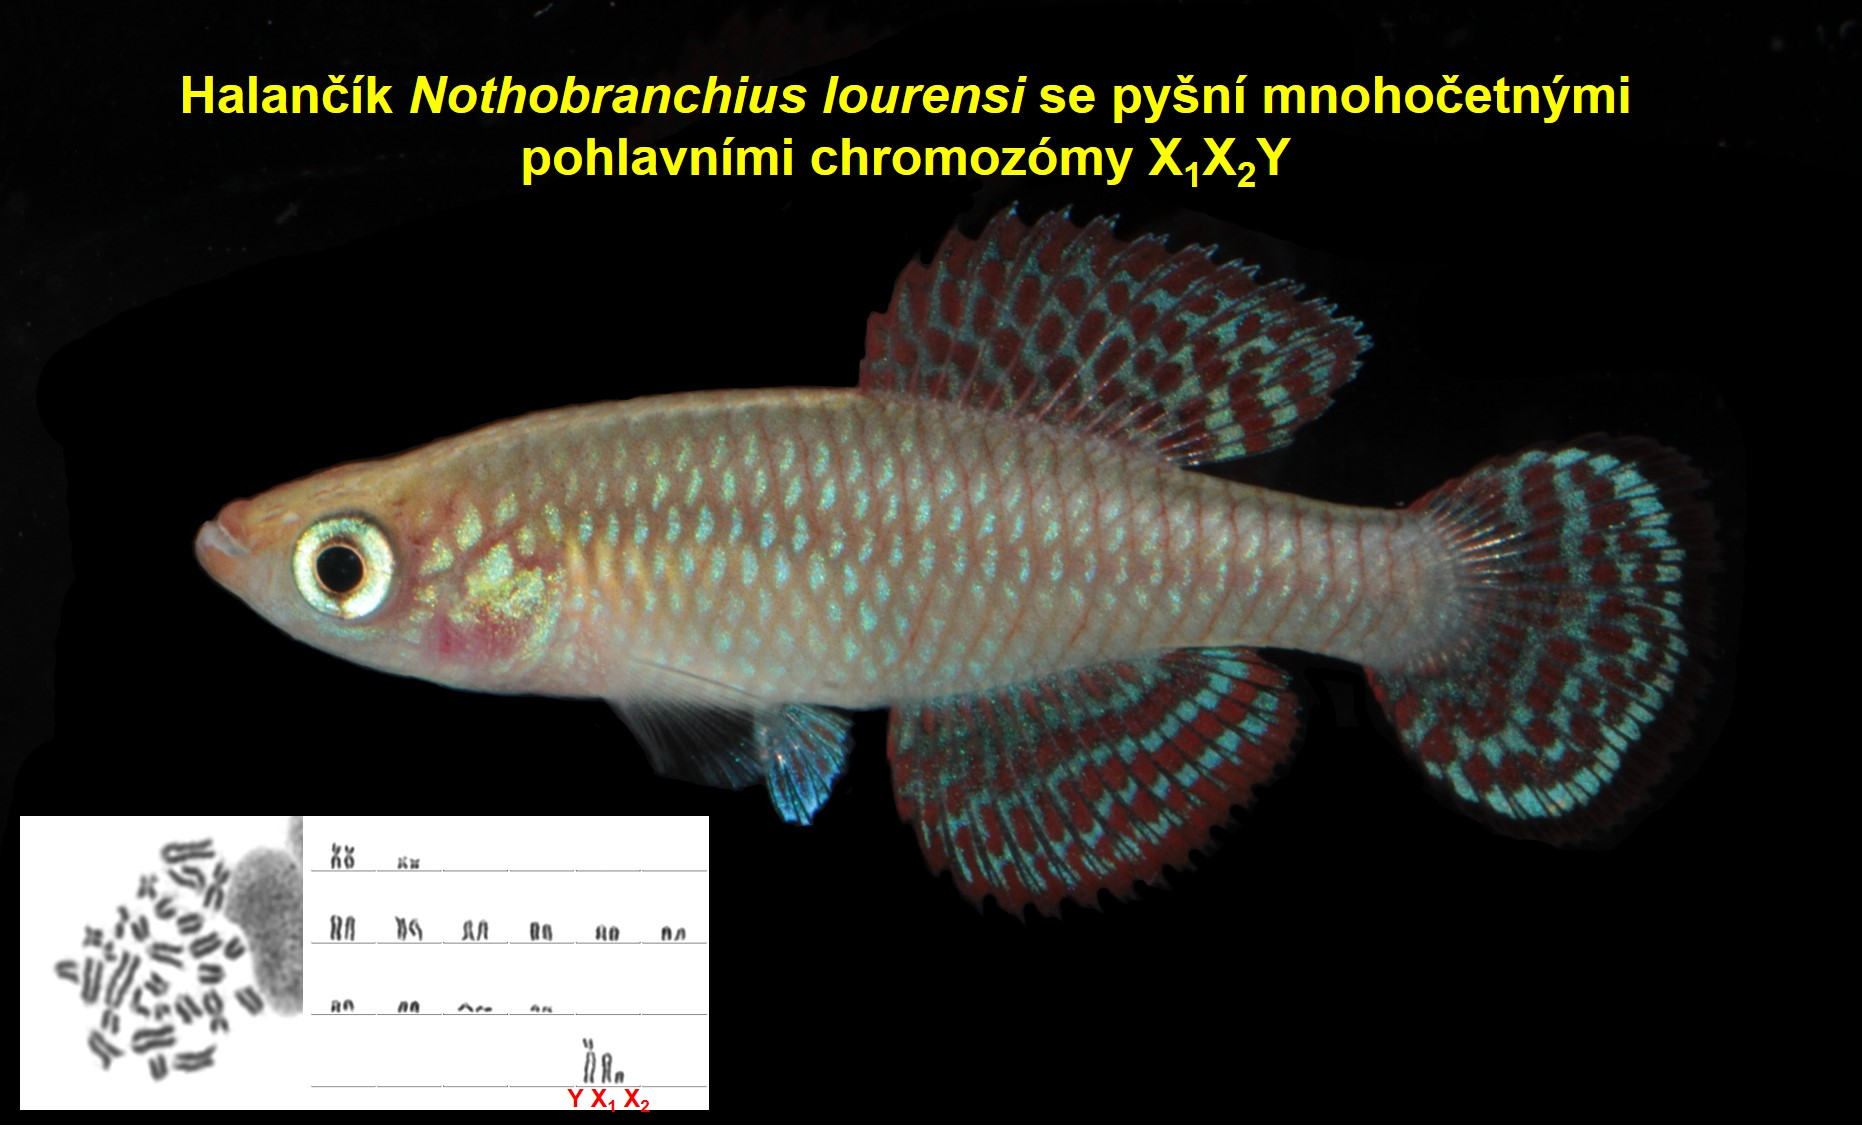 Halančík Nothobranchius lourensi se pyšní mnohočetnými
pohlavními chromozómy X₁X₂Y
Y X₁ X₂